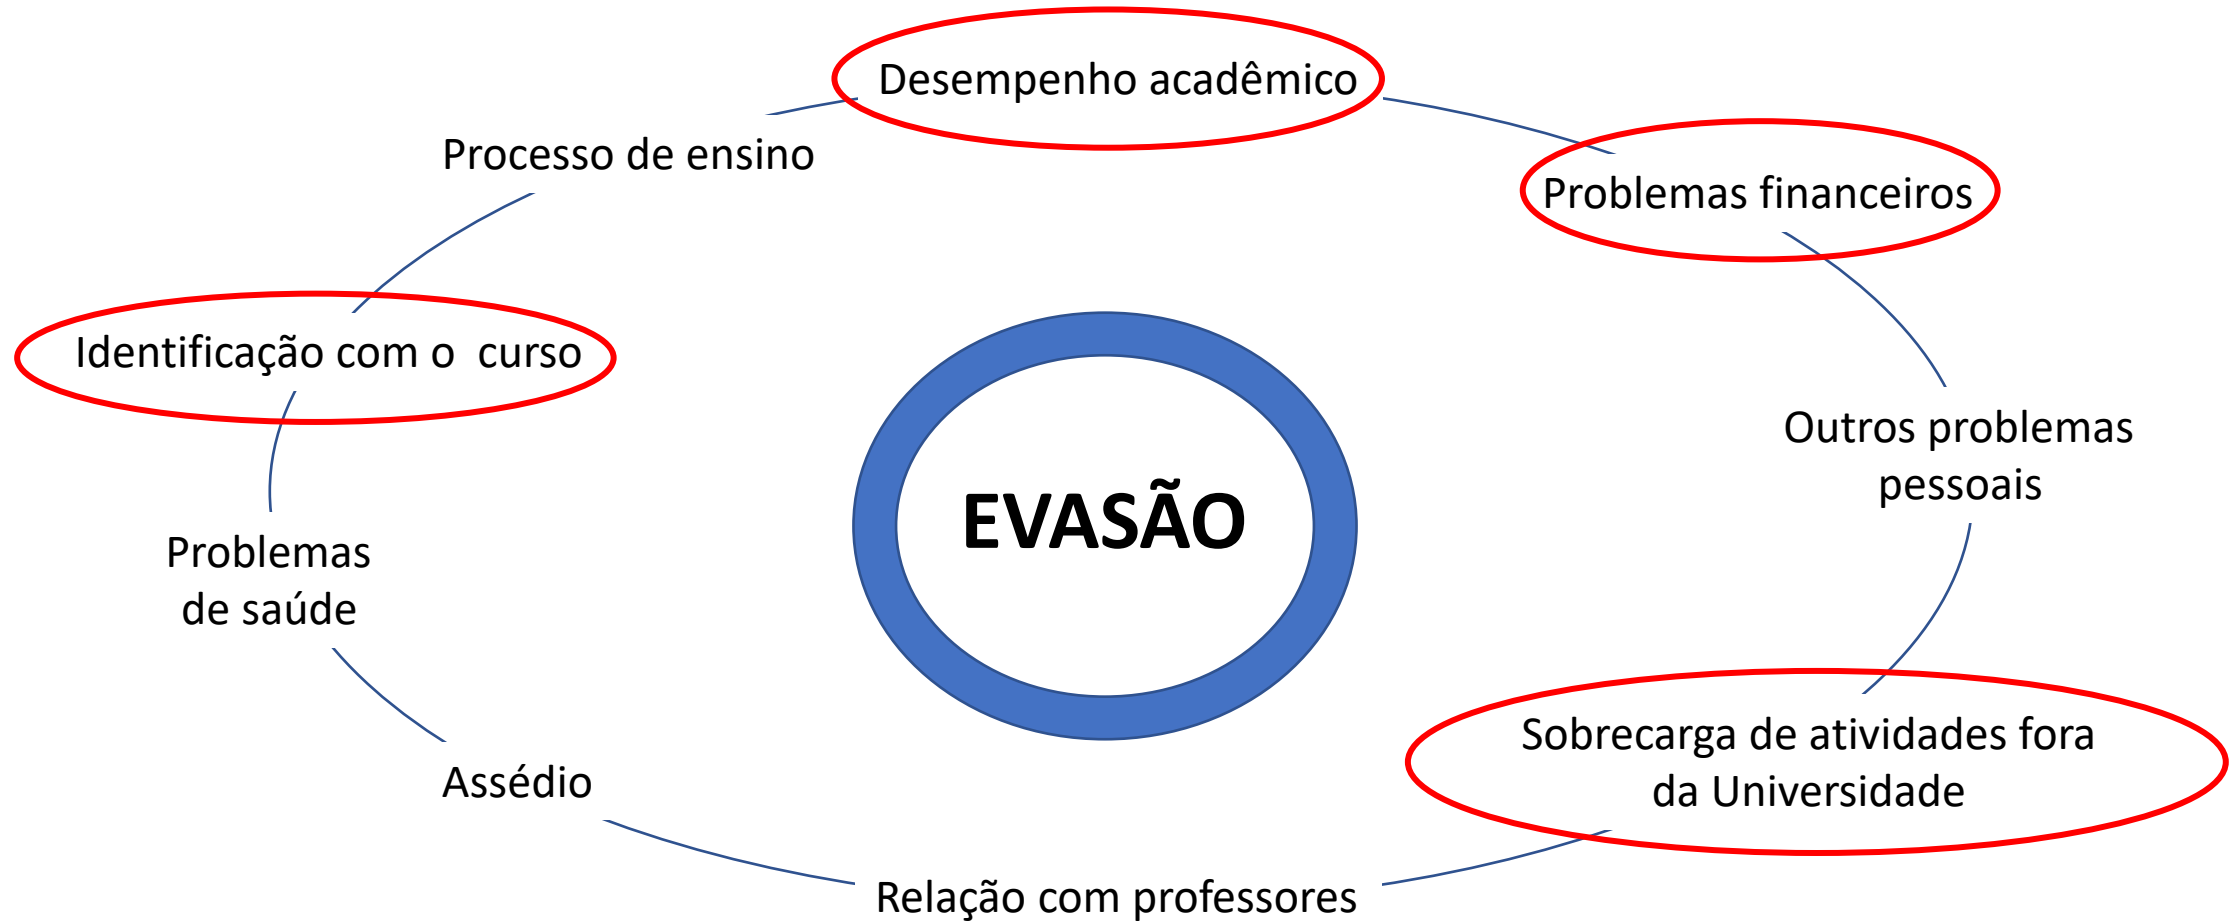 Desempenho acadêmico
Processo de ensino
Problemas financeiros
Identificação com o  curso
Outros problemas
pessoais
EVASÃO
Problemas
de saúde
Sobrecarga de atividades fora
da Universidade
Assédio
Relação com professores